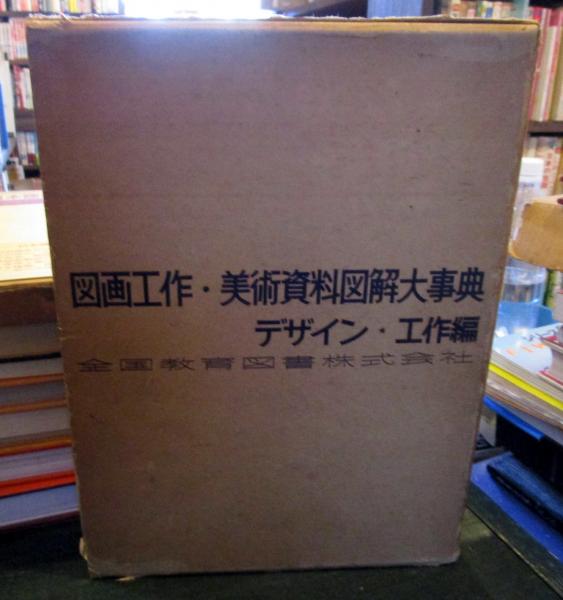 図画工作・美術資料図解大事典
デザイン・工作編
全国教育図書株式会社